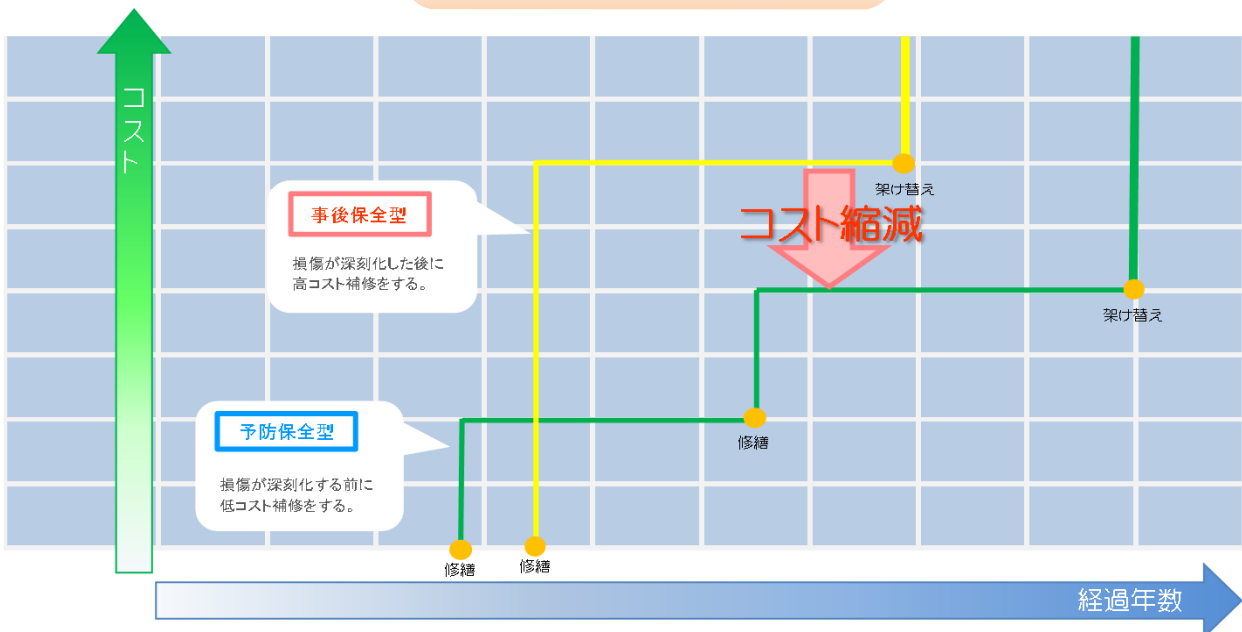 コスト
架け替え
事後保全型
コスト縮減
損傷が深刻化した後に
高コスト補修をする。
架け替え
予防保全型
修繕
損傷が深刻化する前に
低コスト補修をする。
修繕
修繕
経過年数